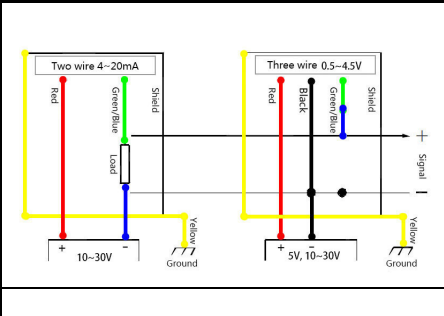 Two wire 4~20mA
Red
Green/Blue
Shield
Load
Yellow
+
-
10~30V
Ground
Three wire 0.5~4.5V
Red
Black
Green/Blue
Shield
+
Signal
-
Yellow
+
-
5V, 10~30V
Ground